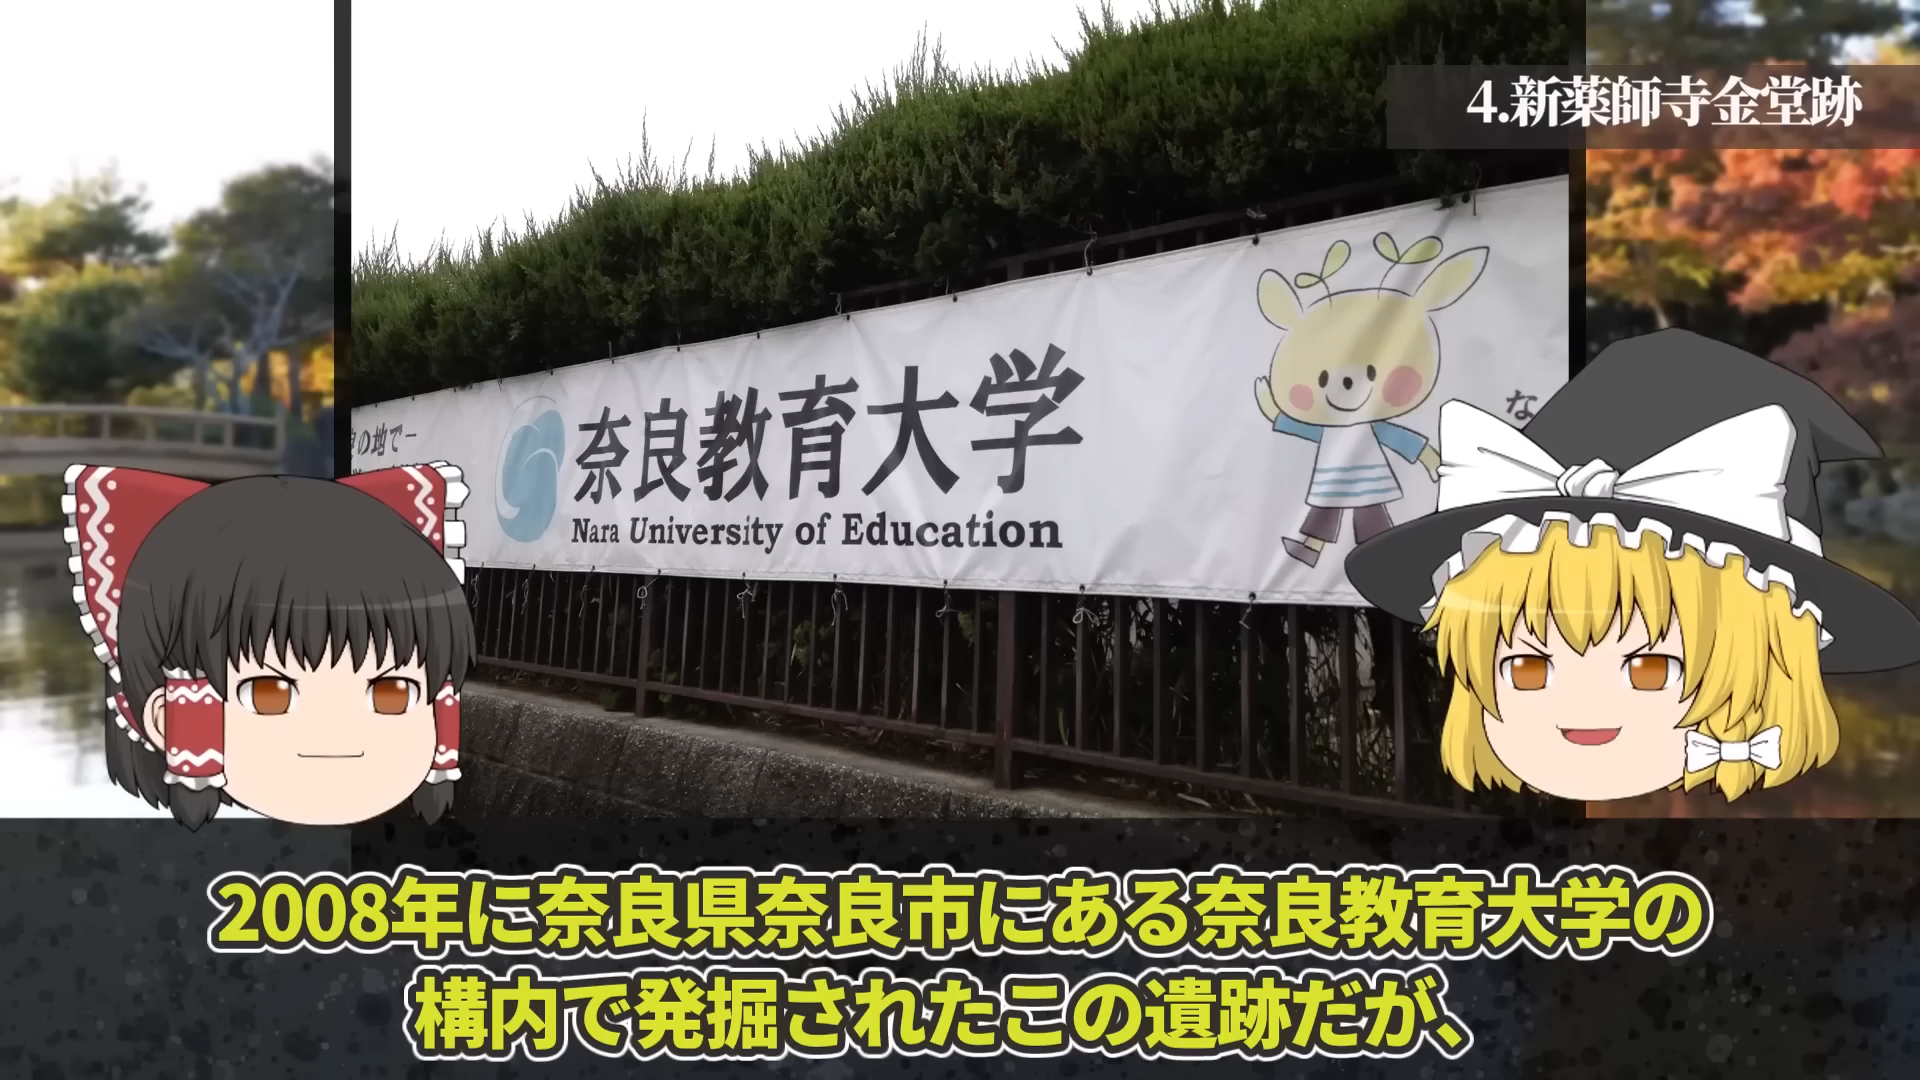 4.新薬師寺金堂跡
の地で－
奈良教育大学
Nara University of Education
な
2008年に奈良県奈良市にある奈良教育大学の
構内で発掘されたこの遺跡だが、